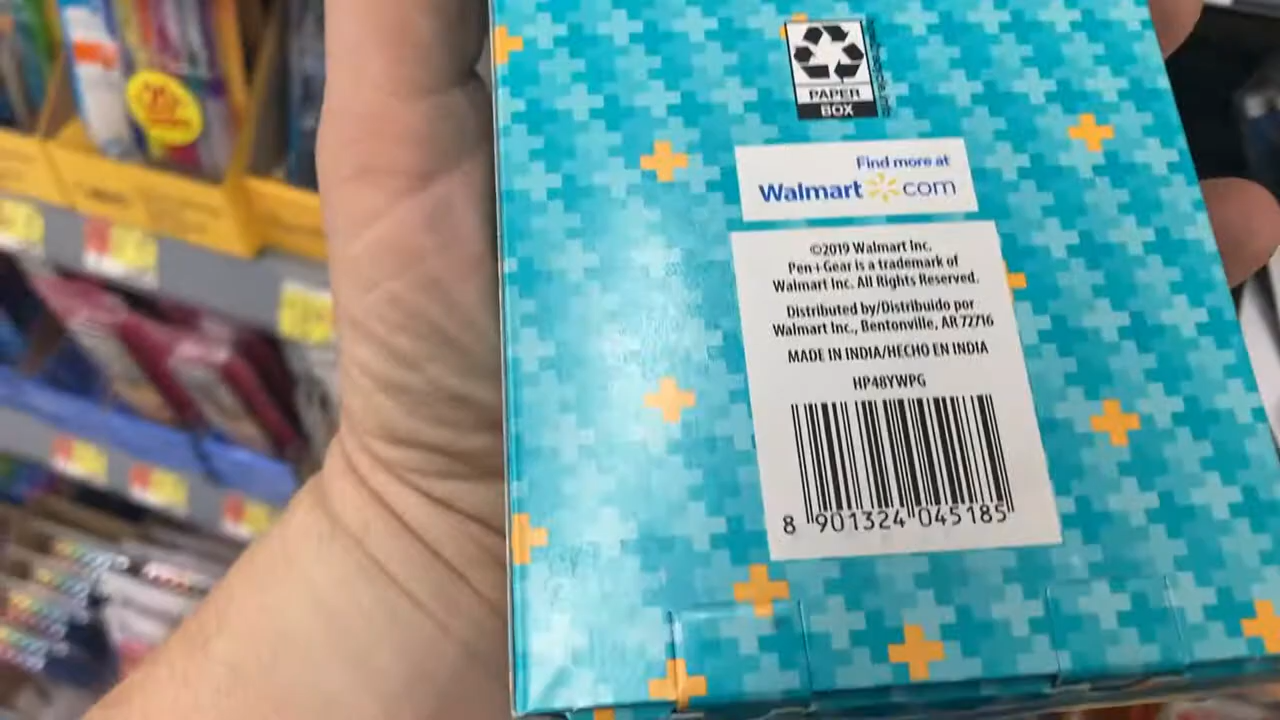 PAPER
BOX
Find more at
Walmart com
©2019 Walmart Inc.
Pen+Gear is a trademark of
Walmart Inc. All Rights Reserved.
Distributed by/Distribuido por
Walmart Inc., Bentonville, AR 72716
MADE IN INDIA/HECHO EN INDIA
HP48YWPG
8 901324 045185